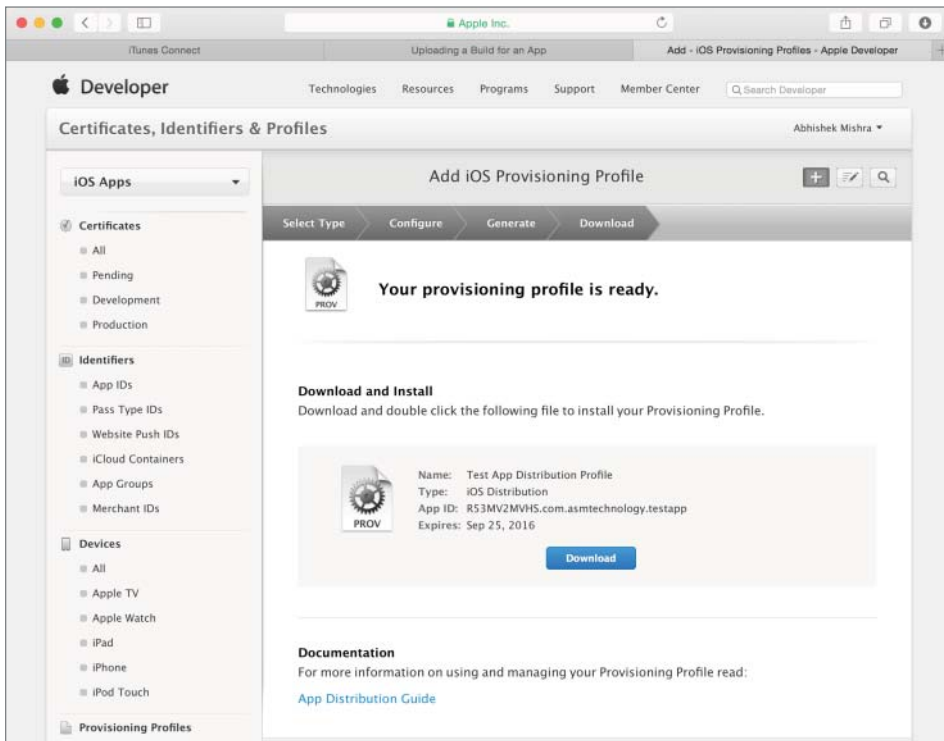 Apple Inc.
iTunes Connect
Uploading a Build for an App
Add - iOS Provisioning Profiles - Apple Developer
Developer
Technologies Resources Programs Support Member Center Search Developer
Certificates, Identifiers & Profiles
Abhishek Mishra
iOS Apps
Add iOS Provisioning Profile
Select Type Configure Generate Download
Certificates
All
Pending
Development
Production
ID Identifiers
App IDs
Pass Type IDs
Website Push IDs
iCloud Containers
App Groups
Merchant IDs
Devices
All
Apple TV
Apple Watch
iPad
iPhone
iPod Touch
Provisioning Profiles
PROV
Your provisioning profile is ready.
Download and Install
Download and double click the following file to install your Provisioning Profile.
PROV
Name: Test App Distribution Profile
Type: iOS Distribution
App ID: R53MV2MVHS.com.asmtechnology.testapp
Expires: Sep 25, 2016
Download
Documentation
For more information on using and managing your Provisioning Profile read:
App Distribution Guide